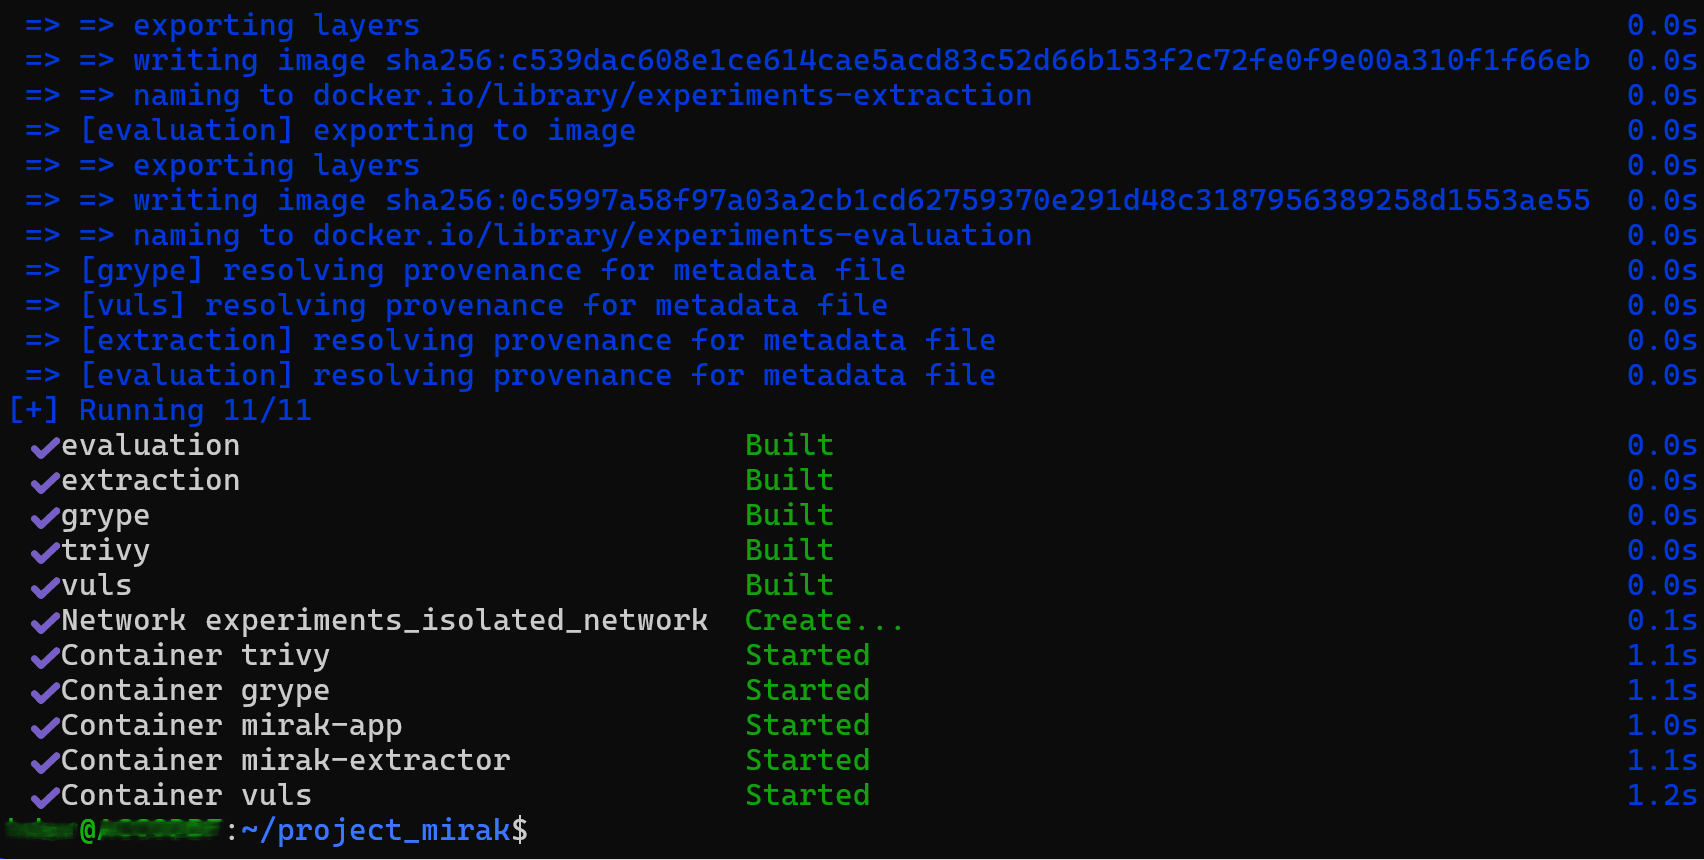 => => exporting layers 0.0s
=> => writing image sha256:c539dac608e1ce614cae5acd83c52d66b153f2c72fe0f9e00a310f1f66eb 0.0s
=> => naming to docker.io/library/experiments-extraction 0.0s
=> [evaluation] exporting to image 0.0s
=> => exporting layers 0.0s
=> => writing image sha256:0c5997a58f97a03a2cb1cd62759370e291d48c3187956389258d1553ae55 0.0s
=> => naming to docker.io/library/experiments-evaluation 0.0s
=> [grype] resolving provenance for metadata file 0.0s
=> [vuls] resolving provenance for metadata file 0.0s
=> [extraction] resolving provenance for metadata file 0.0s
=> [evaluation] resolving provenance for metadata file 0.0s
[+] Running 11/11
✔evaluation Built 0.0s
✔extraction Built 0.0s
✔grype Built 0.0s
✔trivy Built 0.0s
✔vuls Built 0.0s
✔Network experiments_isolated_network Create... 0.1s
✔Container trivy Started 1.1s
✔Container grype Started 1.1s
✔Container mirak-app Started 1.0s
✔Container mirak-extractor Started 1.1s
✔Container vuls Started 1.2s
@:~/project_mirak$